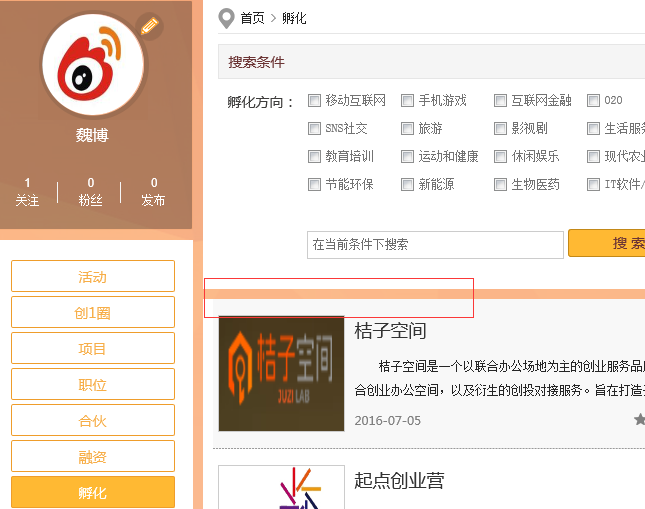 首页 > 孵化
搜索条件
孵化方向： 移动互联网 手机游戏 互联网金融 O2O
SNS社交 旅游 影视剧 生活服务
教育培训 运动和健康 休闲娱乐 现代农业
节能环保 新能源 生物医药 IT软件/
在当前条件下搜索 搜 索
魏博
1 0 0
关注 粉丝 发布
活动
创1圈
项目
职位
合伙
融资
孵化
桔子空间
JUZI LAB
桔子空间
桔子空间是一个以联合办公场地为主的创业服务品
合创业办公空间，以及衍生的创投对接服务。旨在打造
2016-07-05
起点创业营